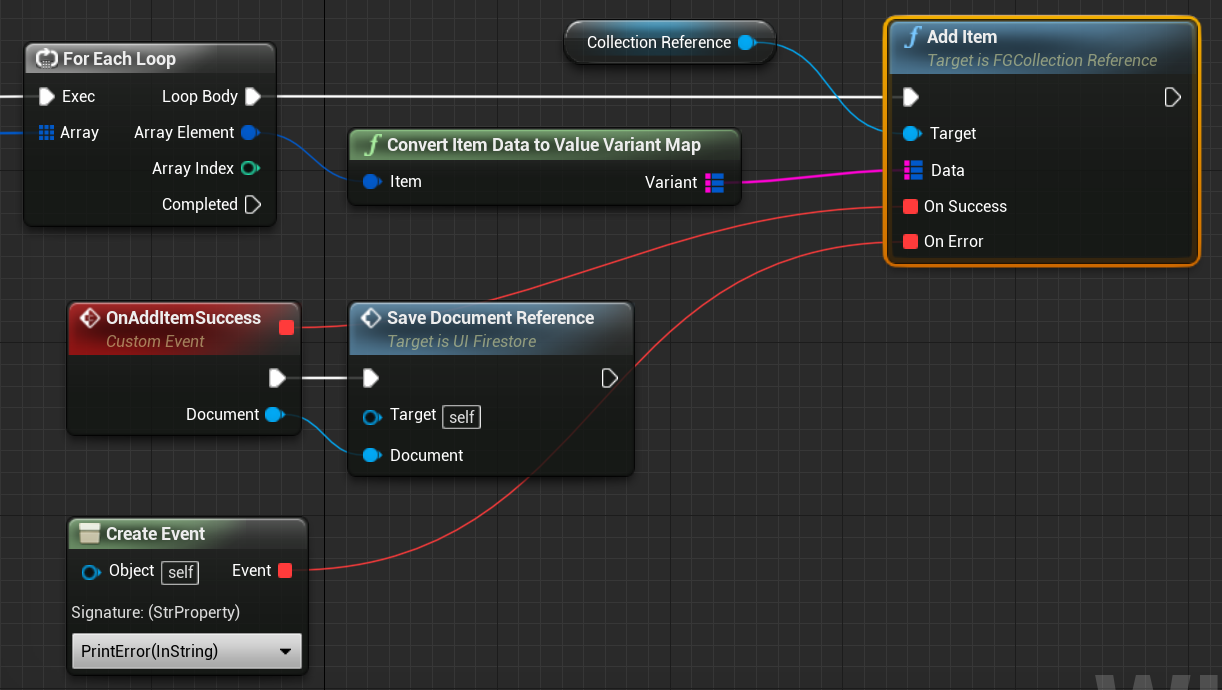 For Each Loop
Exec
Loop Body
Array
Array Element
Array Index
Completed
Collection Reference
Add Item
Target is FGCollection Reference
Target
Data
On Success
On Error
Convert Item Data to Value Variant Map
Item
Variant
OnAddItemSuccess
Custom Event
Document
Save Document Reference
Target is UI Firestore
Target self
Document
Create Event
Object self
Event
Signature: (StrProperty)
PrintError(InString)